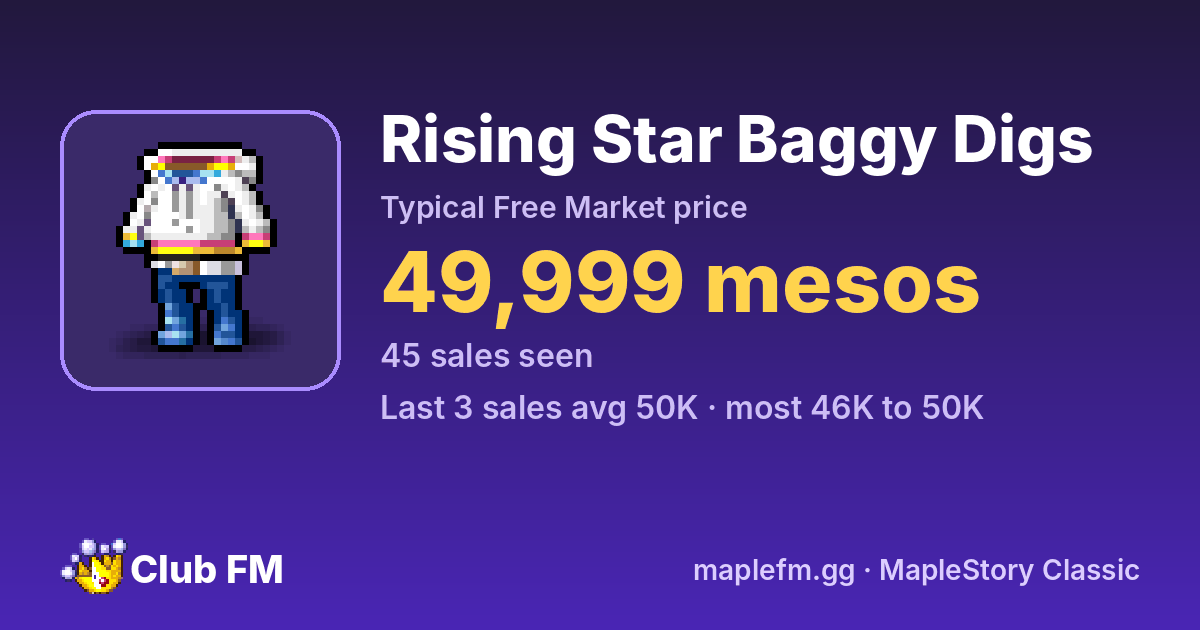 Rising Star Baggy Digs
Typical Free Market price
49,999 mesos
45 sales seen
Last 3 sales avg 50K · most 46K to 50K
Club FM
maplefm.gg · MapleStory Classic